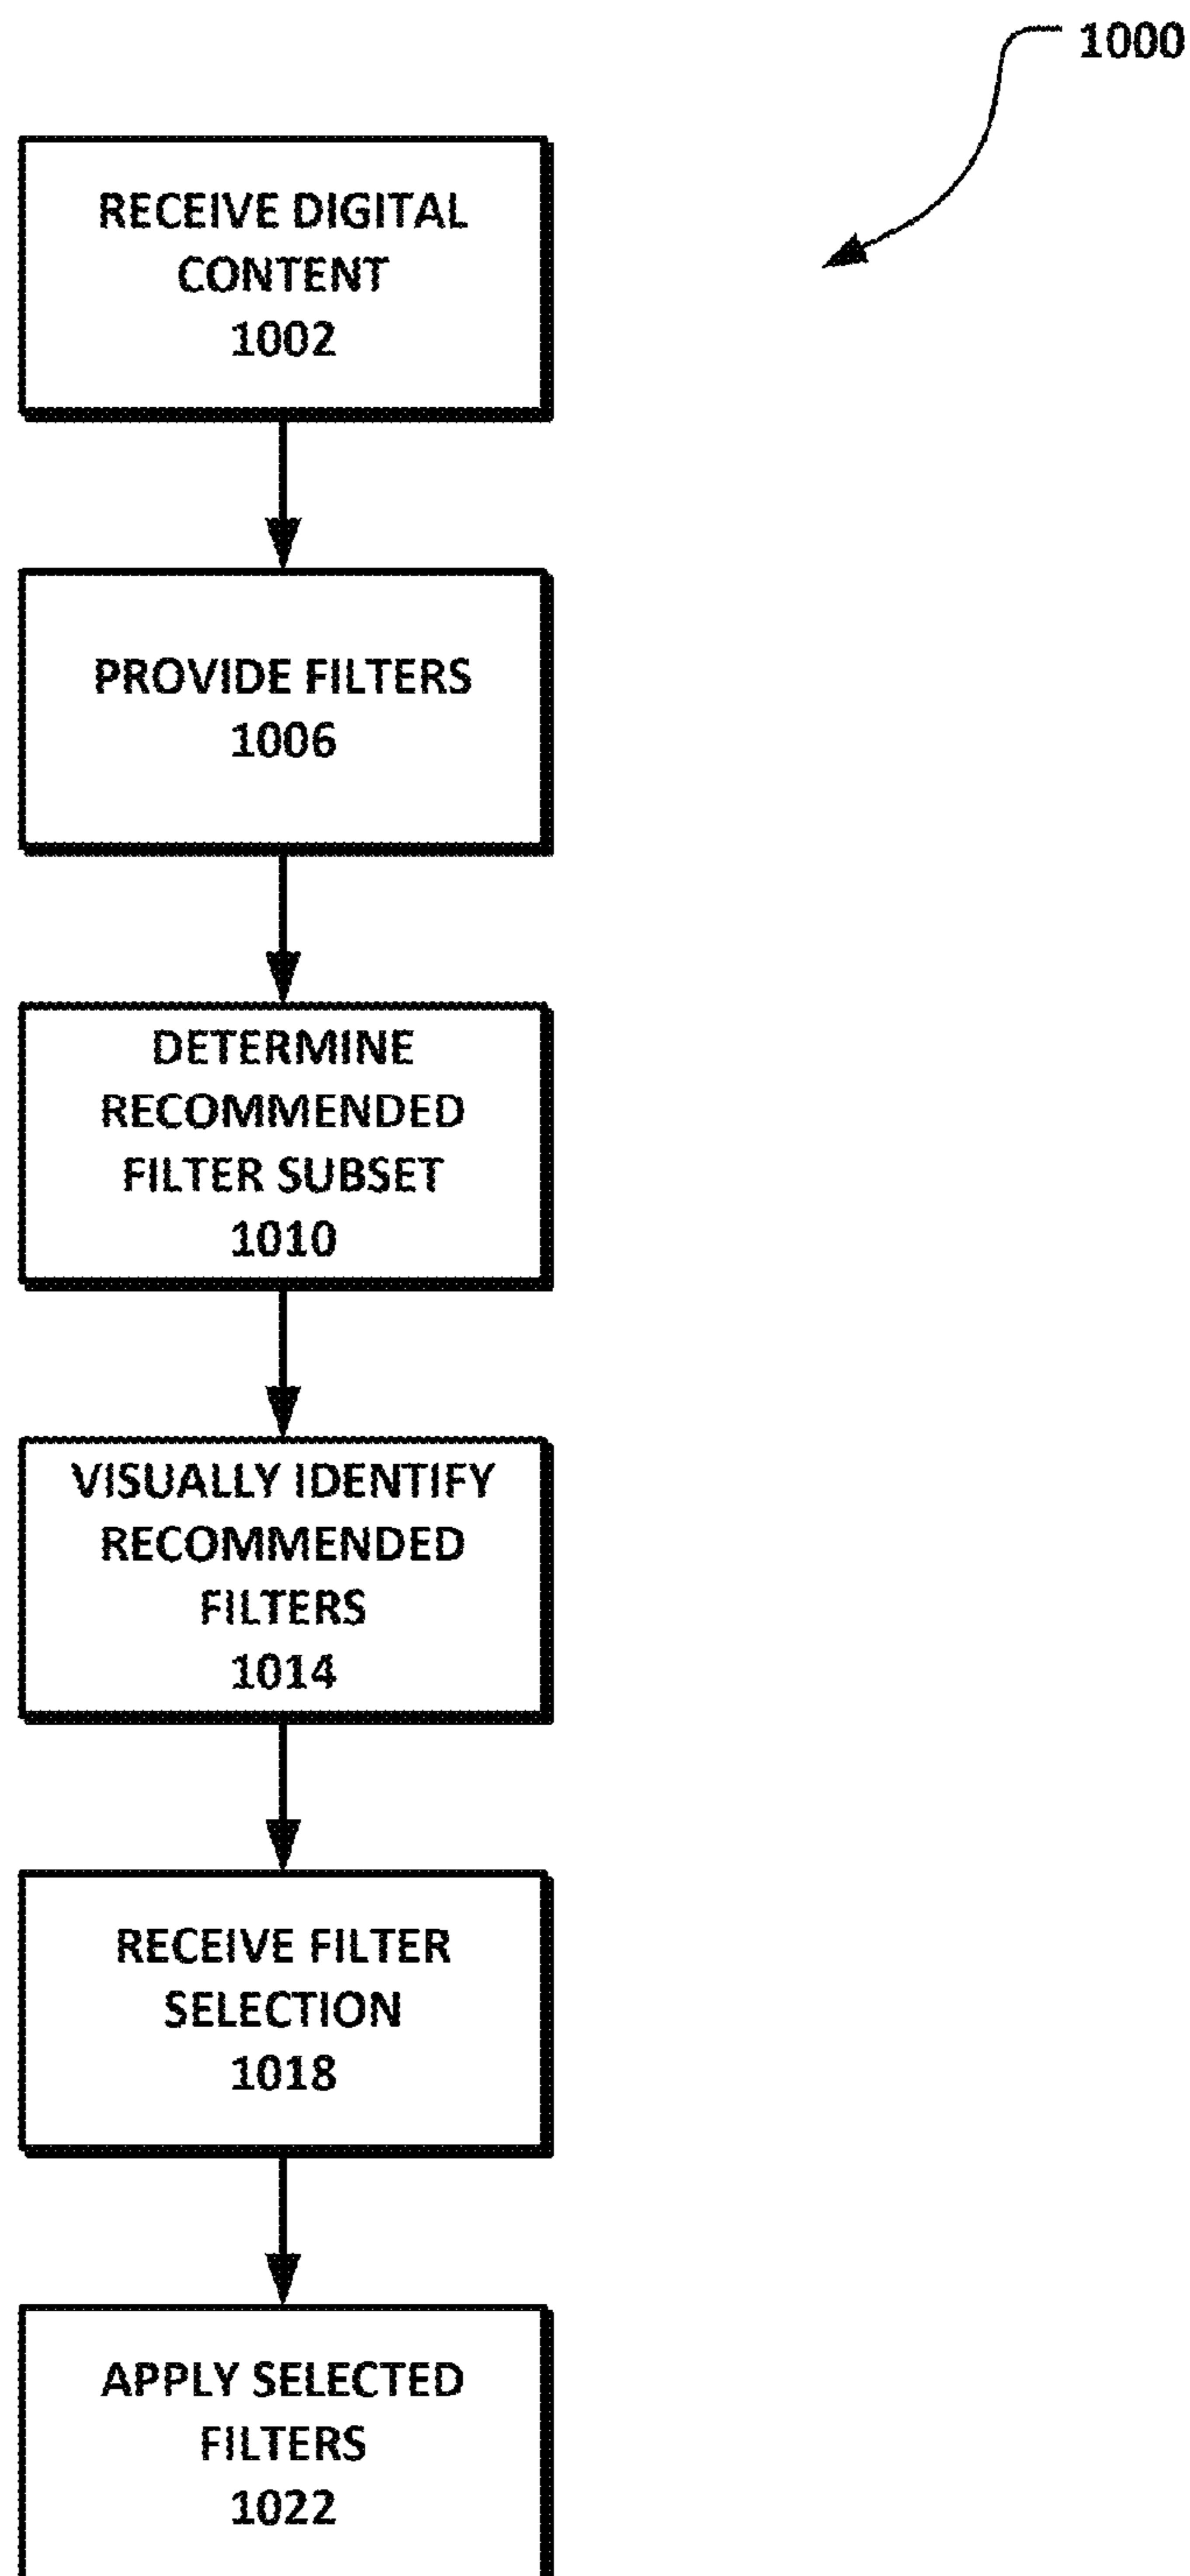 1000
RECEIVE DIGITAL
CONTENT
1002
PROVIDE FILTERS
1006
DETERMINE
RECOMMENDED
FILTER SUBSET
1010
VISUALLY IDENTIFY
RECOMMENDED
FILTERS
1014
RECEIVE FILTER
SELECTION
1018
APPLY SELECTED
FILTERS
1022